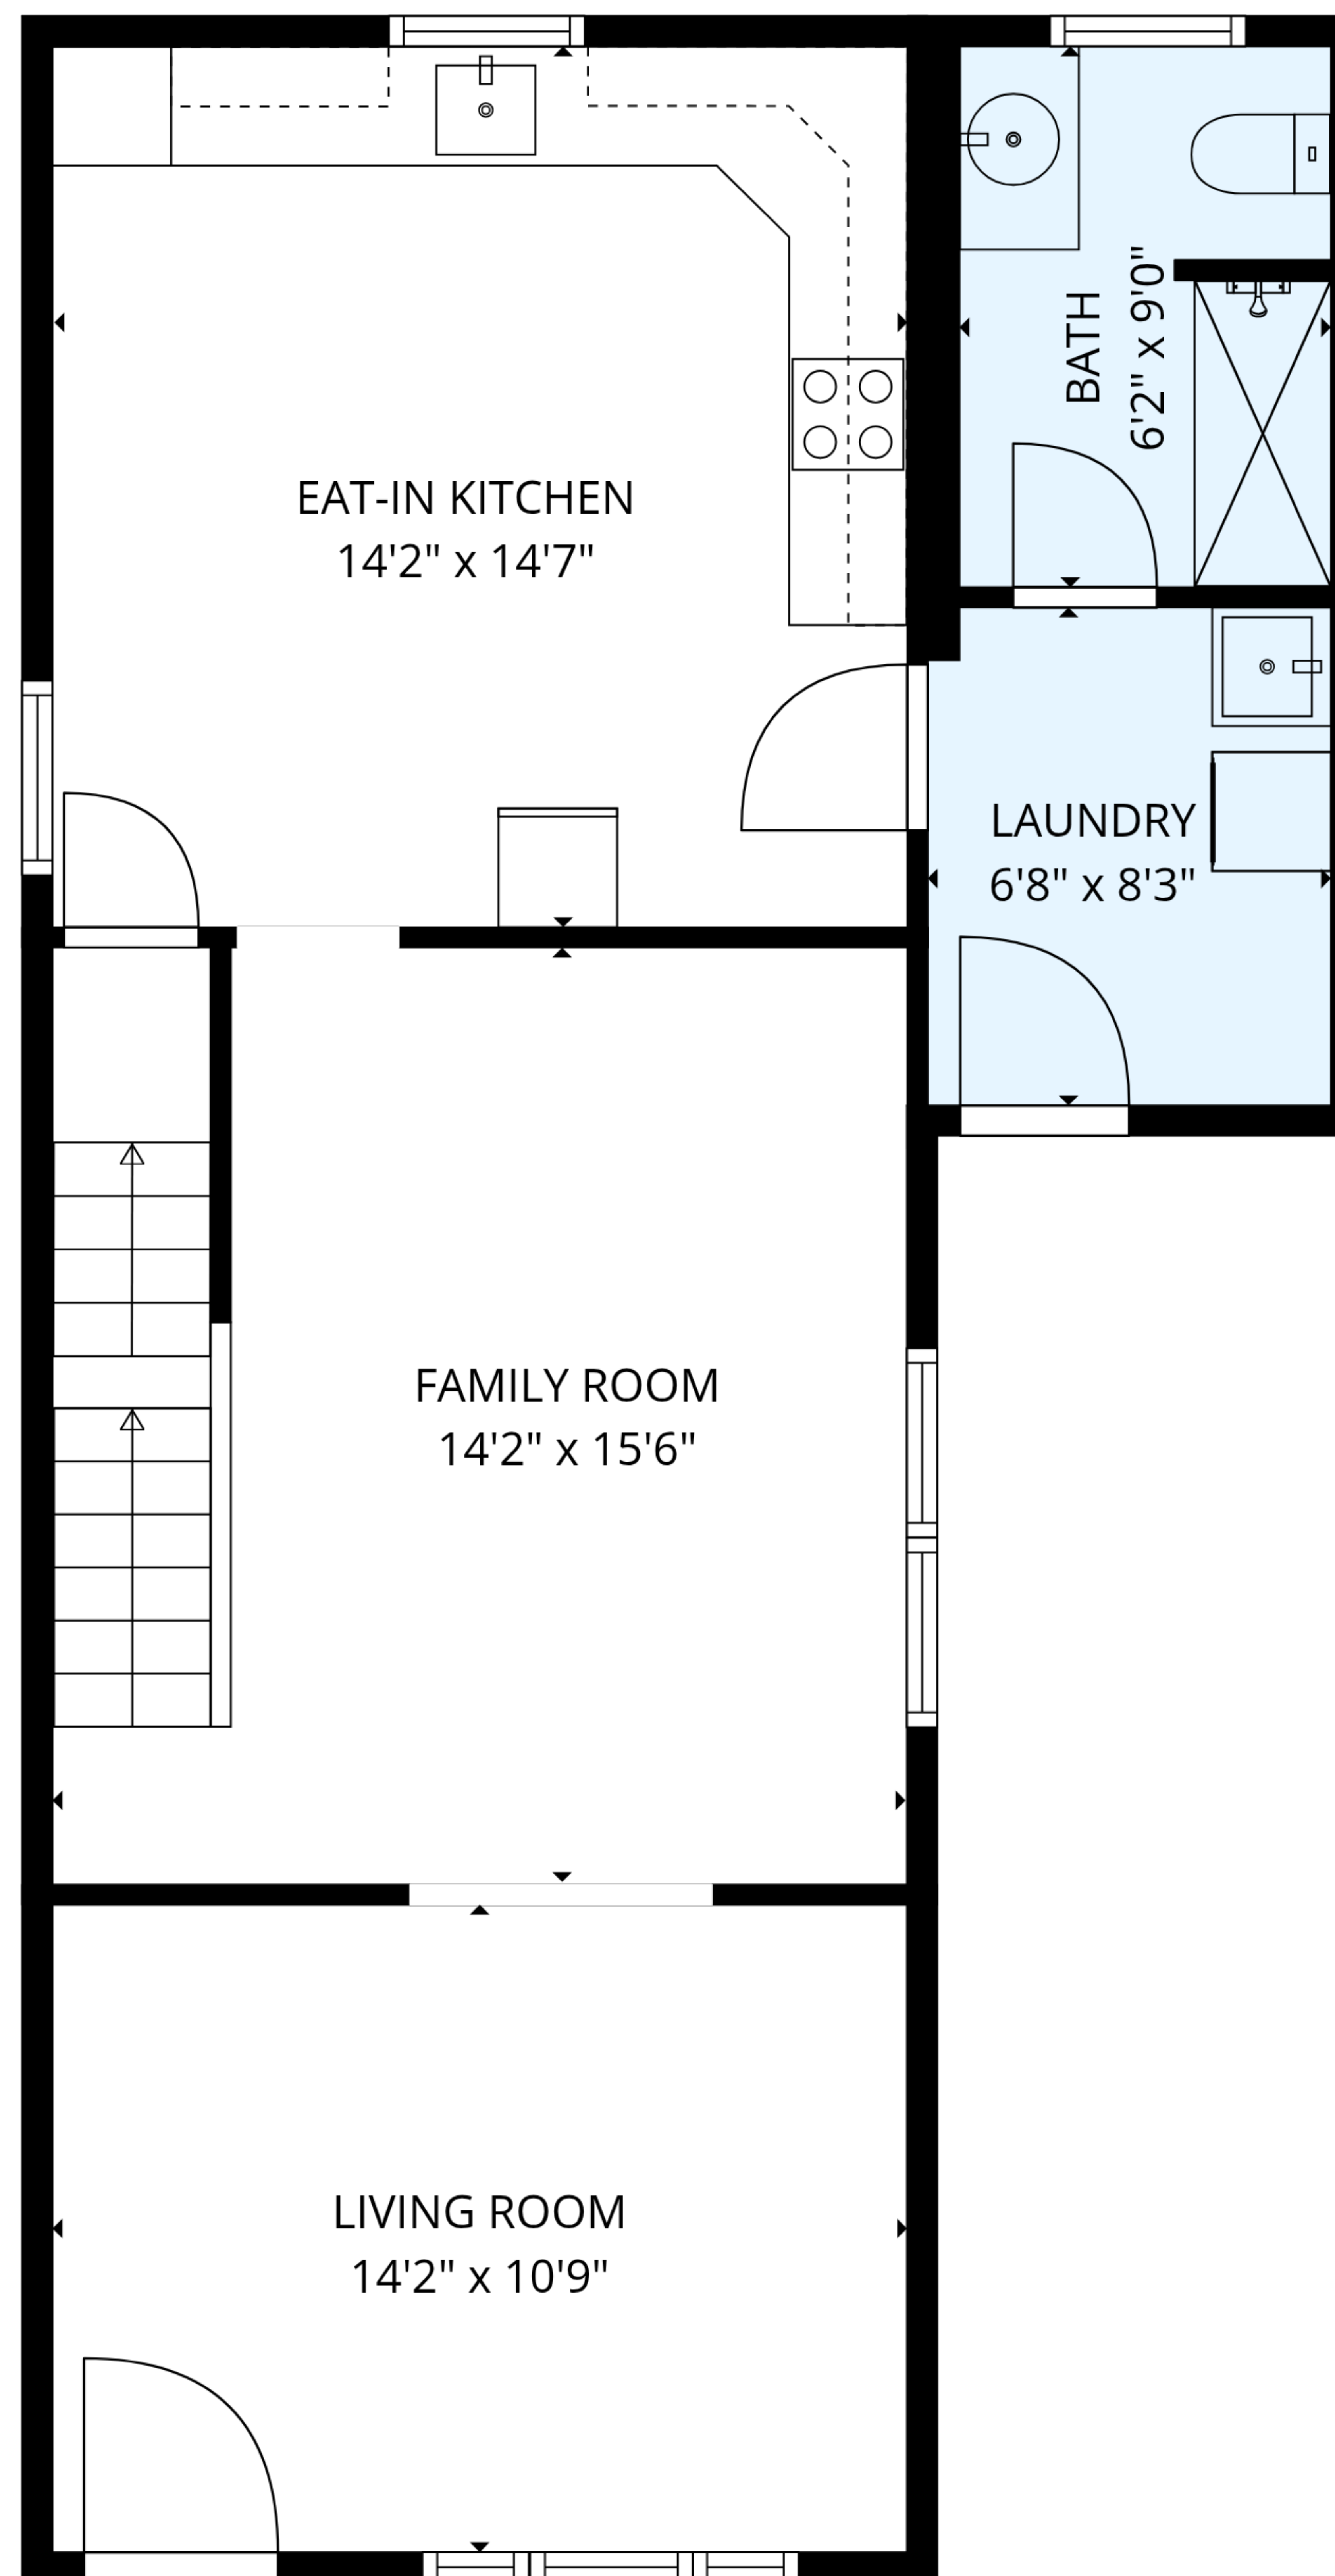 EAT-IN KITCHEN
14'2" x 14'7"
BATH
6'2" x 9'0"
LAUNDRY
6'8" x 8'3"
FAMILY ROOM
14'2" x 15'6"
LIVING ROOM
14'2" x 10'9"